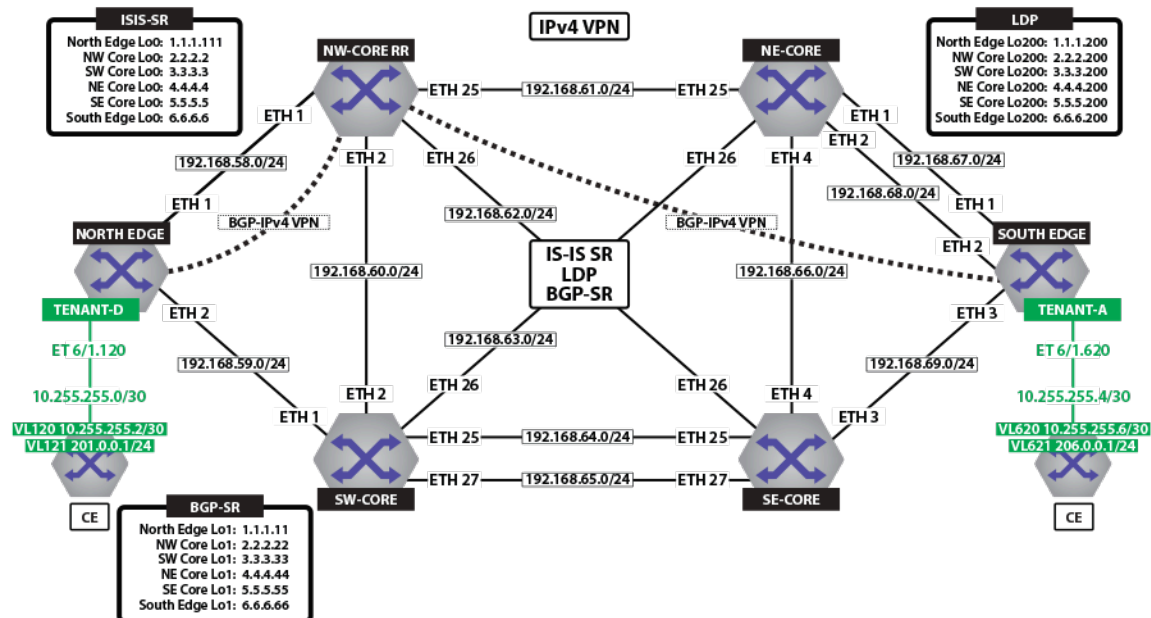 ISIS-SR
North Edge Lo0: 1.1.1.111
NW Core Lo0: 2.2.2.2
SW Core Lo0: 3.3.3.3
NE Core Lo0: 4.4.4.4
SE Core Lo0: 5.5.5.5
South Edge Lo0: 6.6.6.6
IPv4 VPN
LDP
North Edge Lo200: 1.1.1.200
NW Core Lo200: 2.2.2.200
SW Core Lo200: 3.3.3.200
NE Core Lo200: 4.4.4.200
SE Core Lo200: 5.5.5.200
South Edge Lo200: 6.6.6.200
NW-CORE RR
NE-CORE
ETH 25
192.168.61.0/24
ETH 25
ETH 1
ETH 2
ETH 26
ETH 26
ETH 4
ETH 2
ETH 1
192.168.58.0/24
192.168.67.0/24
192.168.68.0/24
ETH 1
BGP-IPv4 VPN
192.168.62.0/24
BGP-IPv4 VPN
ETH 1
NORTH EDGE
SOUTH EDGE
ETH 2
IS-IS SR
LDP
BGP-SR
192.168.60.0/24
192.168.66.0/24
TENANT-D
ETH 2
ETH 3
TENANT-A
192.168.63.0/24
ET 6/1.120
192.168.59.0/24
192.168.69.0/24
ET 6/1.620
10.255.255.0/30
ETH 2
ETH 26
ETH 26
ETH 4
10.255.255.4/30
ETH 1
ETH 3
VL120 10.255.255.2/30
VL121 201.0.0.1/24
VL620 10.255.255.6/30
VL621 206.0.0.1/24
ETH 25
192.168.64.0/24
ETH 25
ETH 27
192.168.65.0/24
ETH 27
SW-CORE
SE-CORE
CE
CE
BGP-SR
North Edge Lo1: 1.1.1.11
NW Core Lo1: 2.2.2.22
SW Core Lo1: 3.3.3.33
NE Core Lo1: 4.4.4.44
SE Core Lo1: 5.5.5.55
South Edge Lo1: 6.6.6.66